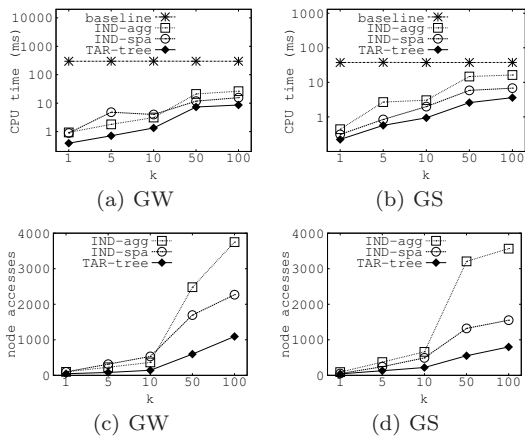 10000
1000
100
10
1
CPU time (ms)
baseline
IND-agg
IND-spa
TAR-tree
1 5 10 50 100
k
(a) GW
1000
100
10
1
CPU time (ms)
baseline
IND-agg
IND-spa
TAR-tree
1 5 10 50 100
k
(b) GS
4000
3000
2000
1000
0
node accesses
IND-agg
IND-spa
TAR-tree
1 5 10 50 100
k
(c) GW
4000
3000
2000
1000
0
node accesses
IND-agg
IND-spa
TAR-tree
1 5 10 50 100
k
(d) GS